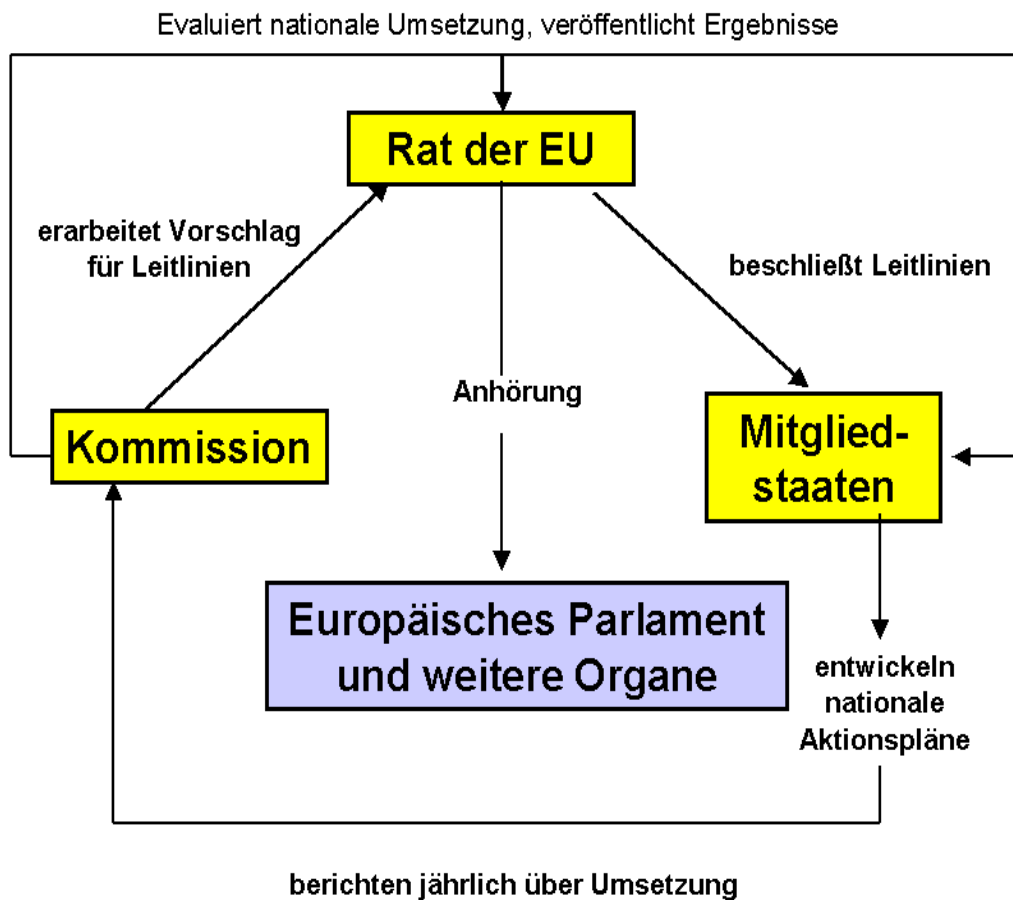 Evaluiert nationale Umsetzung, veröffentlicht Ergebnisse
Rat der EU
erarbeitet Vorschlag
für Leitlinien
beschließt Leitlinien
Anhörung
Kommission
Mitglied-
staaten
Europäisches Parlament
und weitere Organe
entwickeln
nationale
Aktionspläne
berichten jährlich über Umsetzung